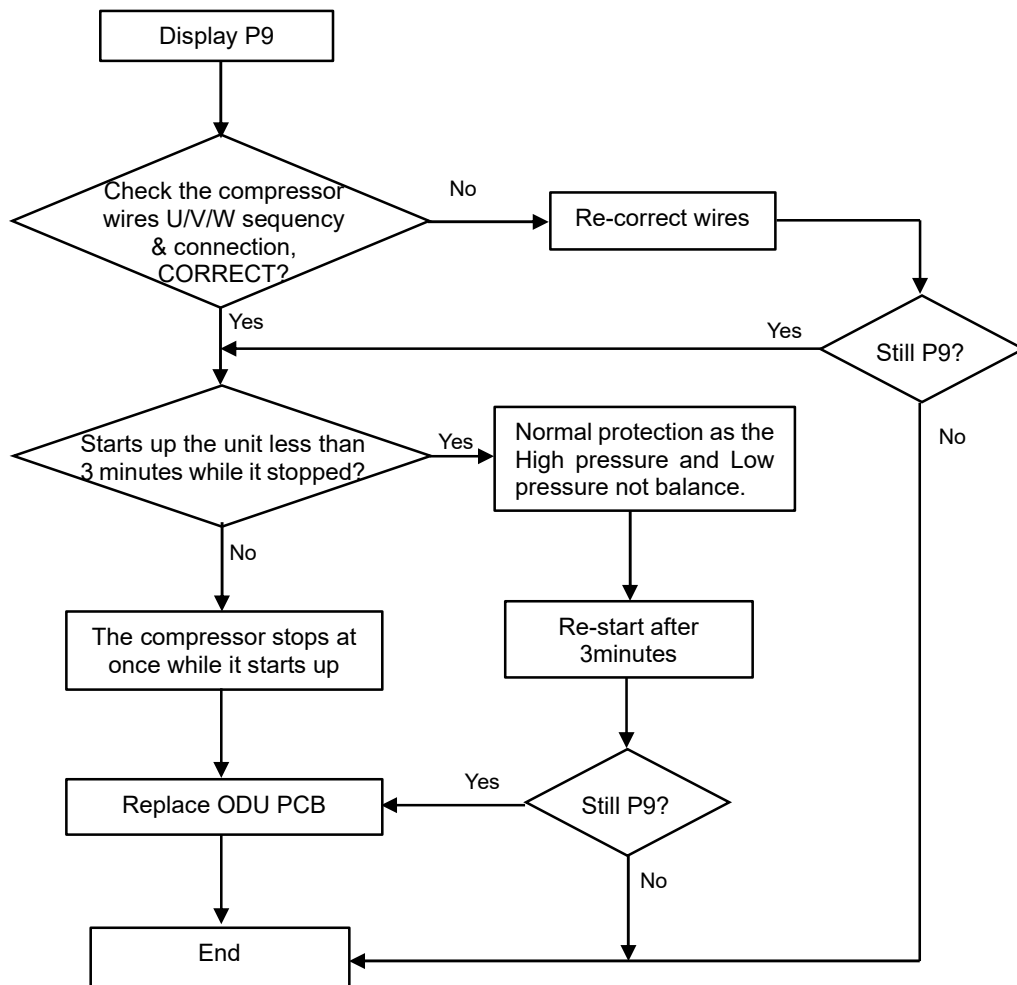 Display P9
Check the compressor
wires U/V/W sequency
& connection,
CORRECT?
No
Re-correct wires
Yes
Yes
Still P9?
No
Starts up the unit less than
3 minutes while it stopped?
Yes
Normal protection as the
High pressure and Low
pressure not balance.
No
The compressor stops at
once while it starts up
Re-start after
3minutes
Replace ODU PCB
Yes
Still P9?
No
End